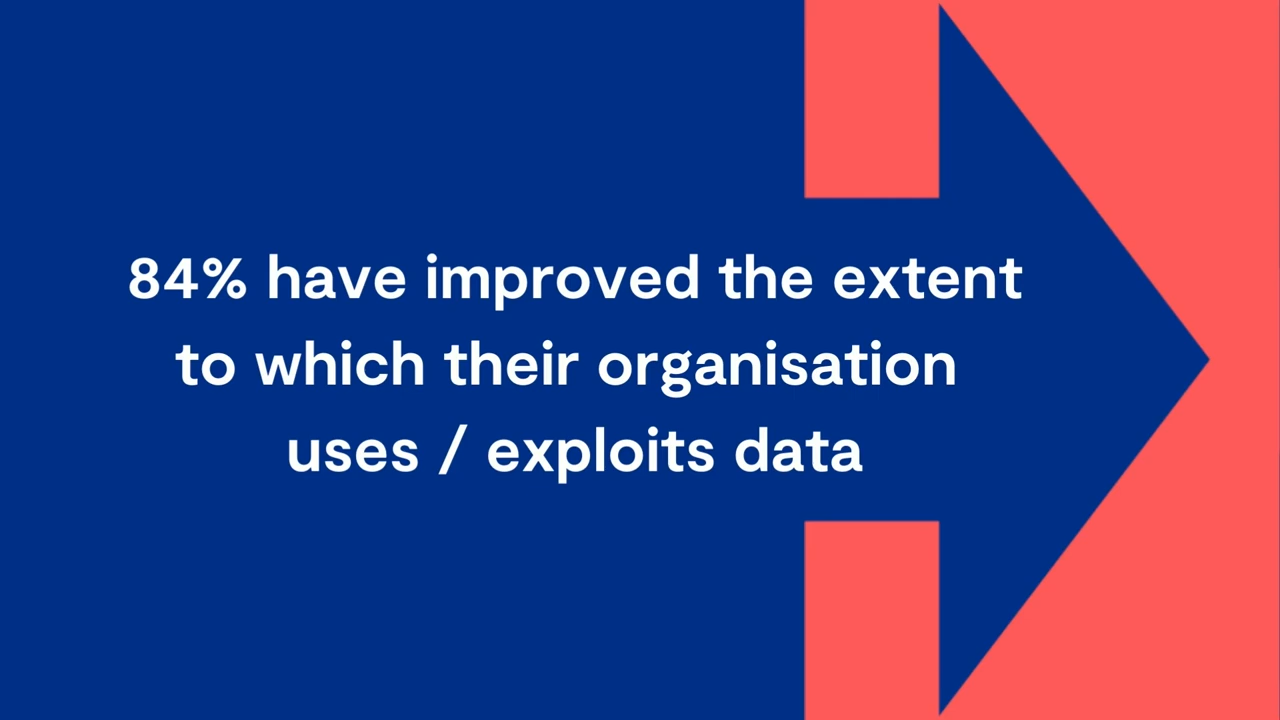 84% have improved the extent
to which their organisation
uses / exploits data